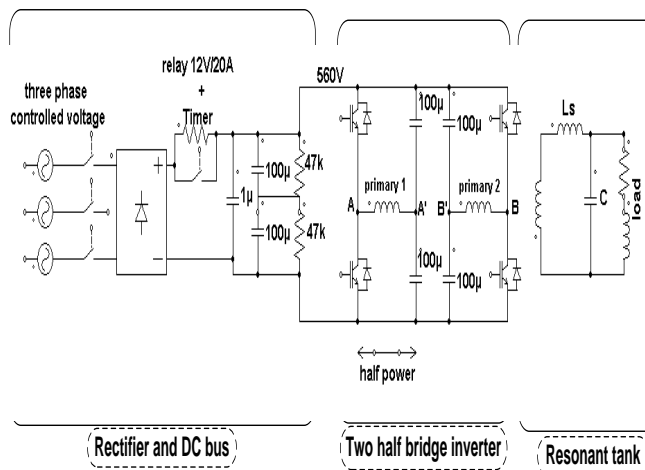 relay 12V/20A
+
Timer
three phase
controlled voltage
560V
+
−
1µ
100µ
100µ
47k
47k
100µ
100µ
primary 1
primary 2
A
A'
B'
B
100µ
100µ
Ls
C
load
half power
Rectifier and DC bus
Two half bridge inverter
Resonant tank